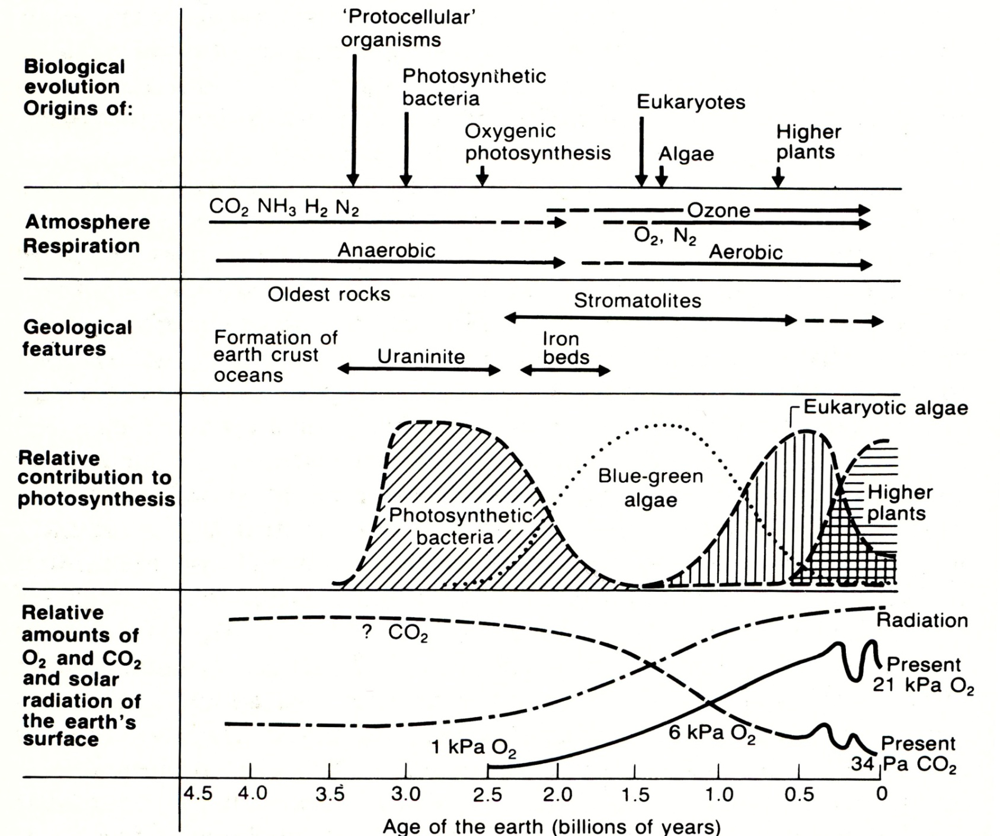 'Protocellular'
organisms
Biological
evolution
Origins of:
Photosynthetic
bacteria
Oxygenic
photosynthesis
Eukaryotes
Algae
Higher
plants
Atmosphere
Respiration
CO₂ NH₃ H₂ N₂
Ozone
O₂, N₂
Anaerobic
Aerobic
Geological
features
Oldest rocks
Stromatolites
Formation of
earth crust
oceans
Uraninite
Iron
beds
Relative
contribution to
photosynthesis
Photosynthetic
bacteria
Blue-green
algae
Eukaryotic algae
Higher
plants
Relative
amounts of
O₂ and CO₂
and solar
radiation of
the earth's
surface
? CO₂
Radiation
1 kPa O₂
6 kPa O₂
Present
21 kPa O₂
Present
34 Pa CO₂
4.5 4.0 3.5 3.0 2.5 2.0 1.5 1.0 0.5 0
Age of the earth (billions of years)